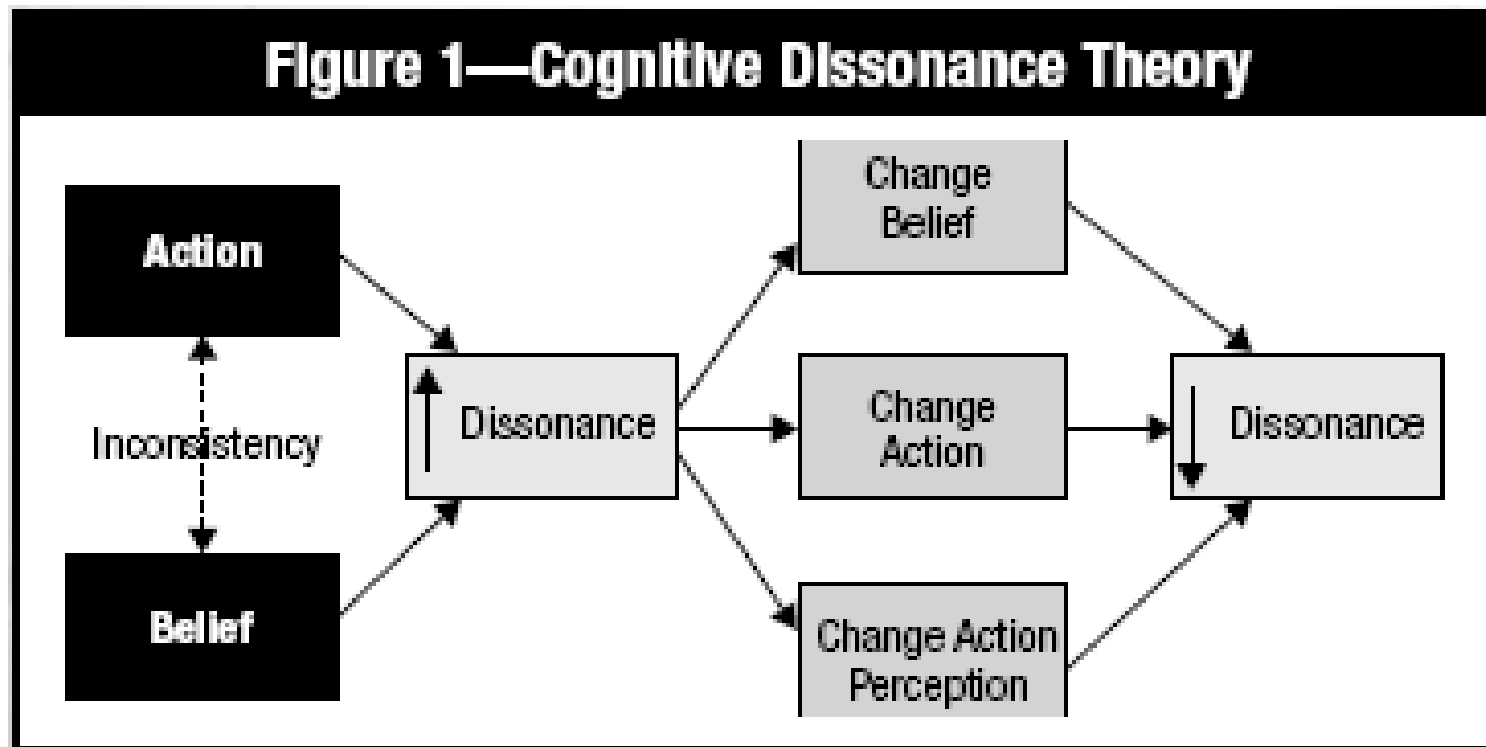 Figure 1—Cognitive Dissonance Theory
Action
Inconsistency
Belief
Dissonance
Change
Belief
Change
Action
Change Action
Perception
Dissonance